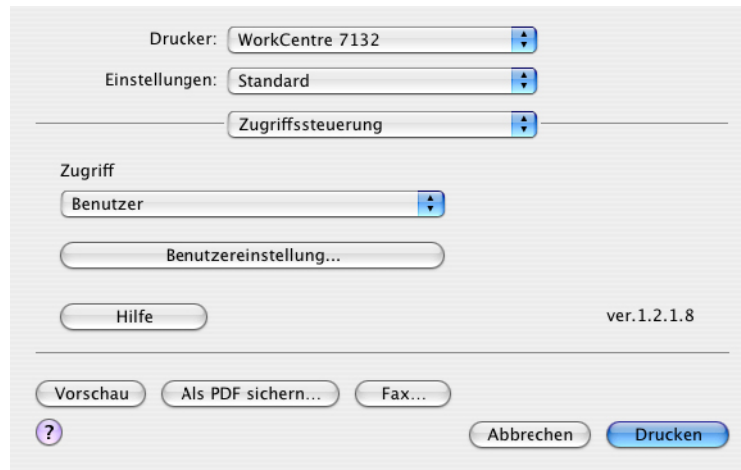 Drucker: WorkCentre 7132
Einstellungen: Standard
Zugriffssteuerung
Zugriff
Benutzer
Benutzereinstellung...
Hilfe ver.1.2.1.8
Vorschau Als PDF sichern... Fax...
? Abbrechen Drucken